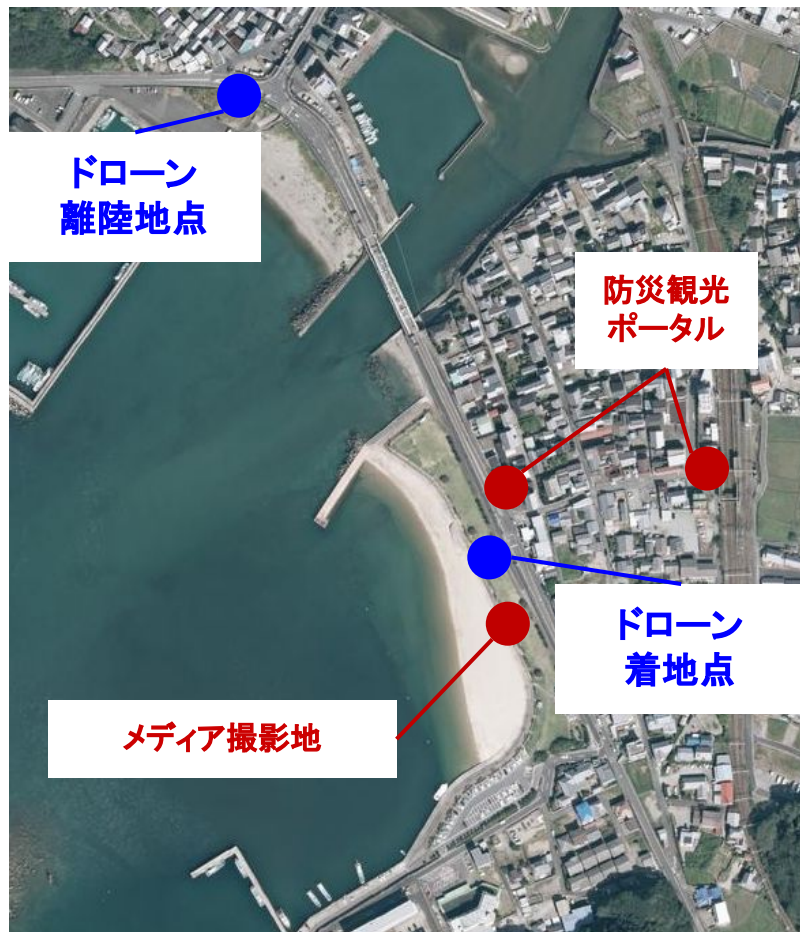 ドローン
離陸地点
防災観光
ポータル
ドローン
着地点
メディア撮影地